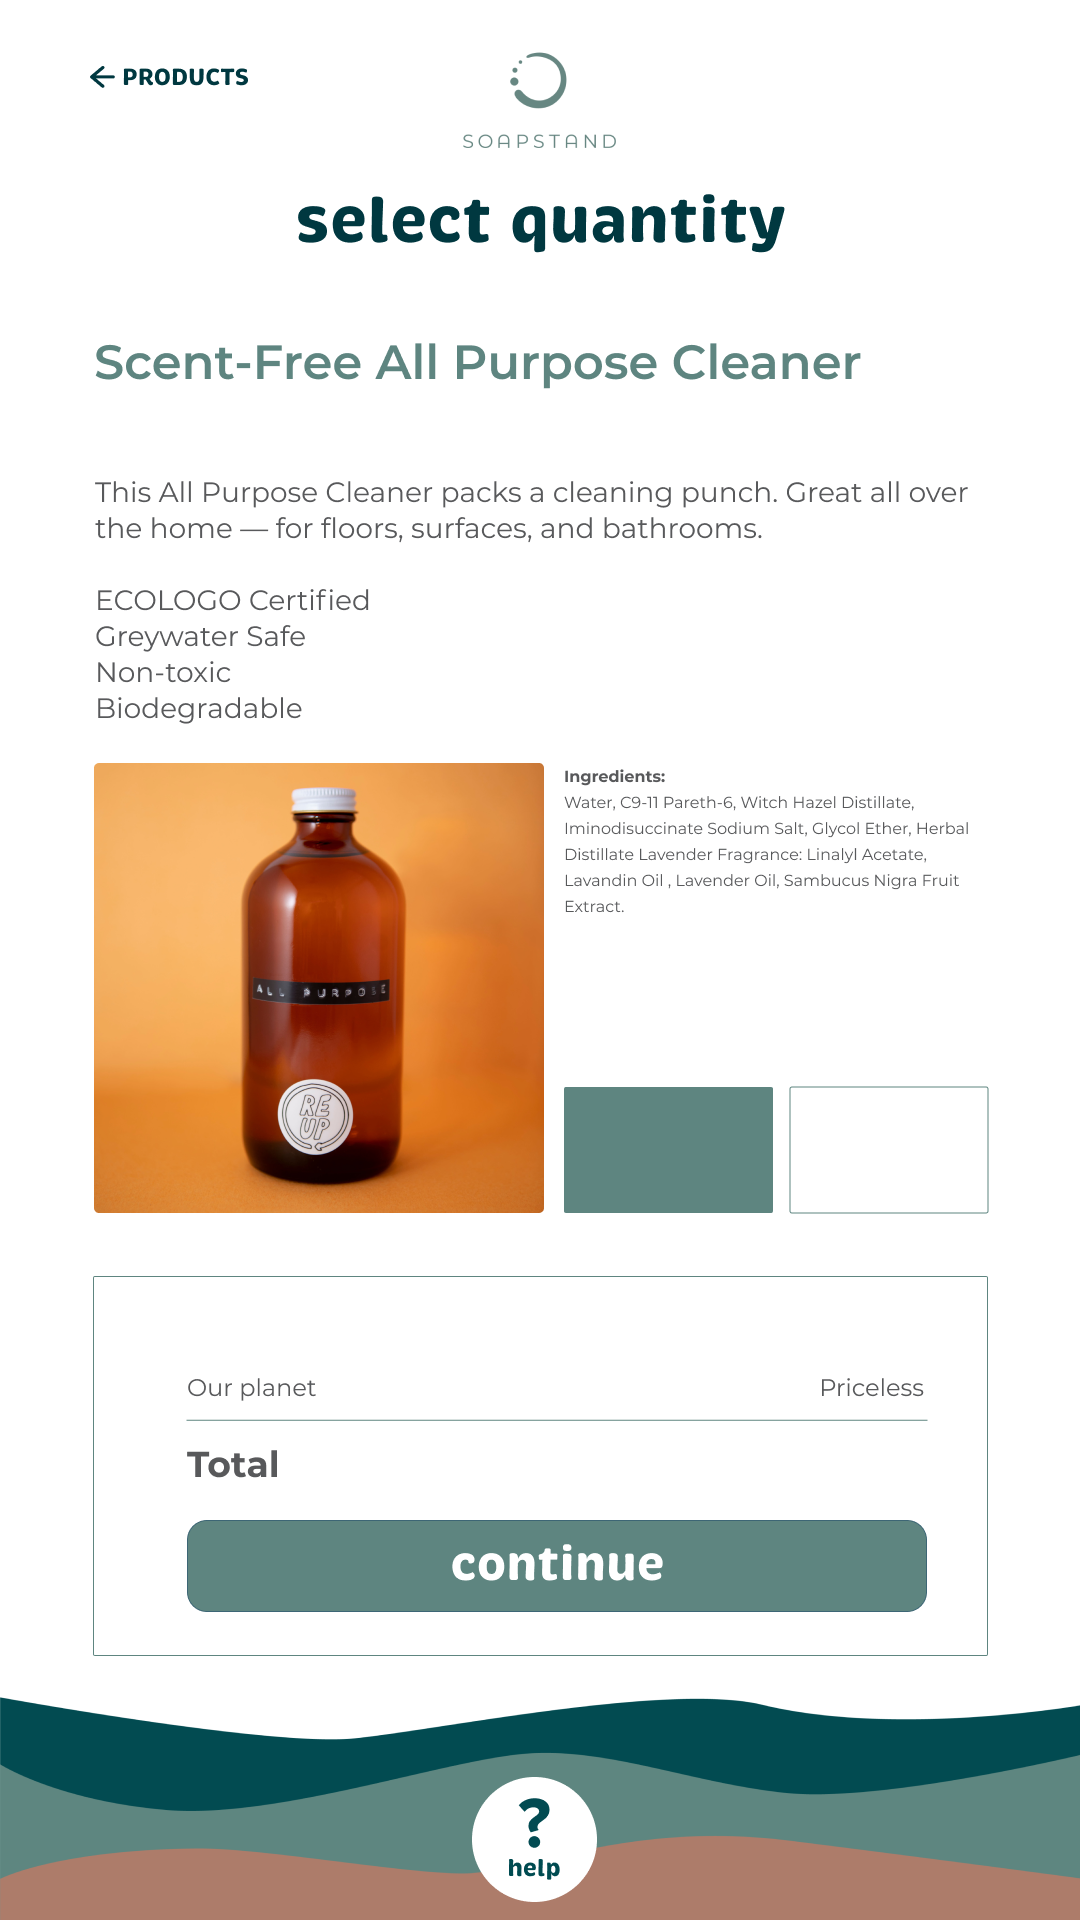 ← PRODUCTS
SOAPSTAND
select quantity
Scent-Free All Purpose Cleaner
This All Purpose Cleaner packs a cleaning punch. Great all over
the home — for floors, surfaces, and bathrooms.
ECOLOGO Certified
Greywater Safe
Non-toxic
Biodegradable
ALL PURPOSE
RE
UP
Ingredients:
Water, C9-11 Pareth-6, Witch Hazel Distillate,
Iminodisuccinate Sodium Salt, Glycol Ether, Herbal
Distillate Lavender Fragrance: Linalyl Acetate,
Lavandin Oil , Lavender Oil, Sambucus Nigra Fruit
Extract.
Our planet Priceless
Total
continue
?
help